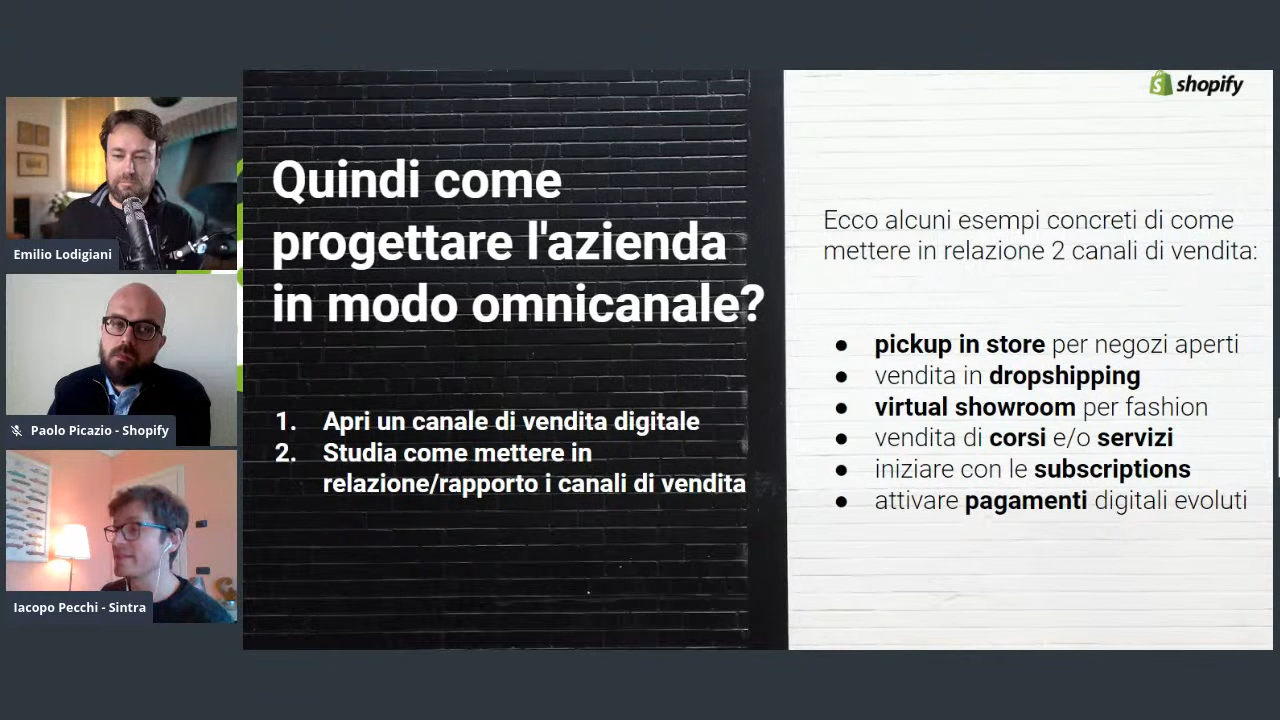 Emilio Lodigiani
Paolo Picazio - Shopify
Iacopo Pecchi - Sintra
Quindi come
progettare l'azienda
in modo omnicanale?
1. Apri un canale di vendita digitale
2. Studia come mettere in
relazione/rapporto i canali di vendita
shopify
Ecco alcuni esempi concreti di come
mettere in relazione 2 canali di vendita:
● pickup in store per negozi aperti
● vendita in dropshipping
● virtual showroom per fashion
● vendita di corsi e/o servizi
● iniziare con le subscriptions
● attivare pagamenti digitali evoluti